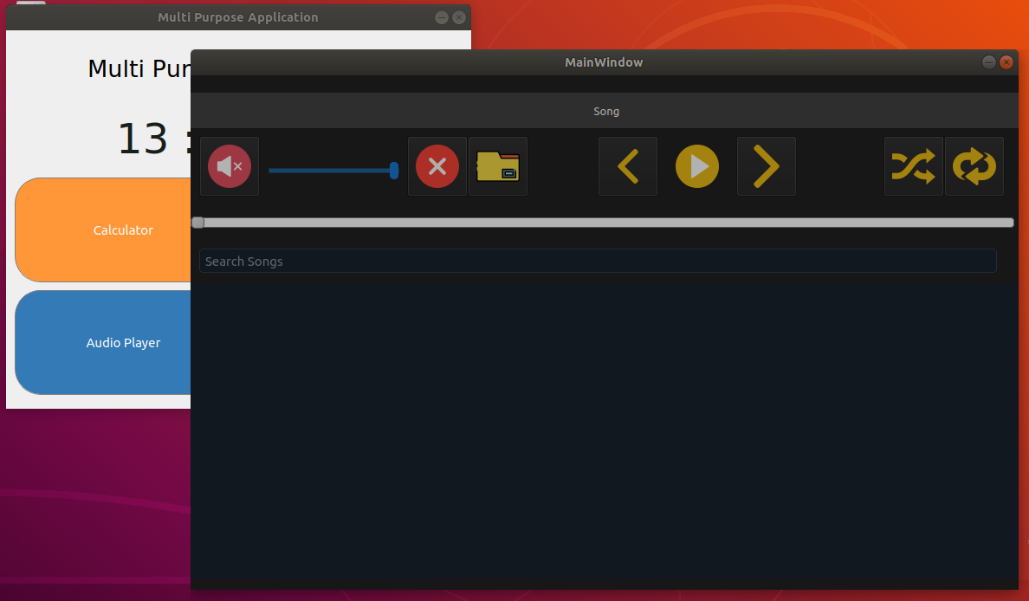 Multi Purpose Application
Multi Pur
13 :
Calculator
Audio Player
MainWindow
Song
Search Songs